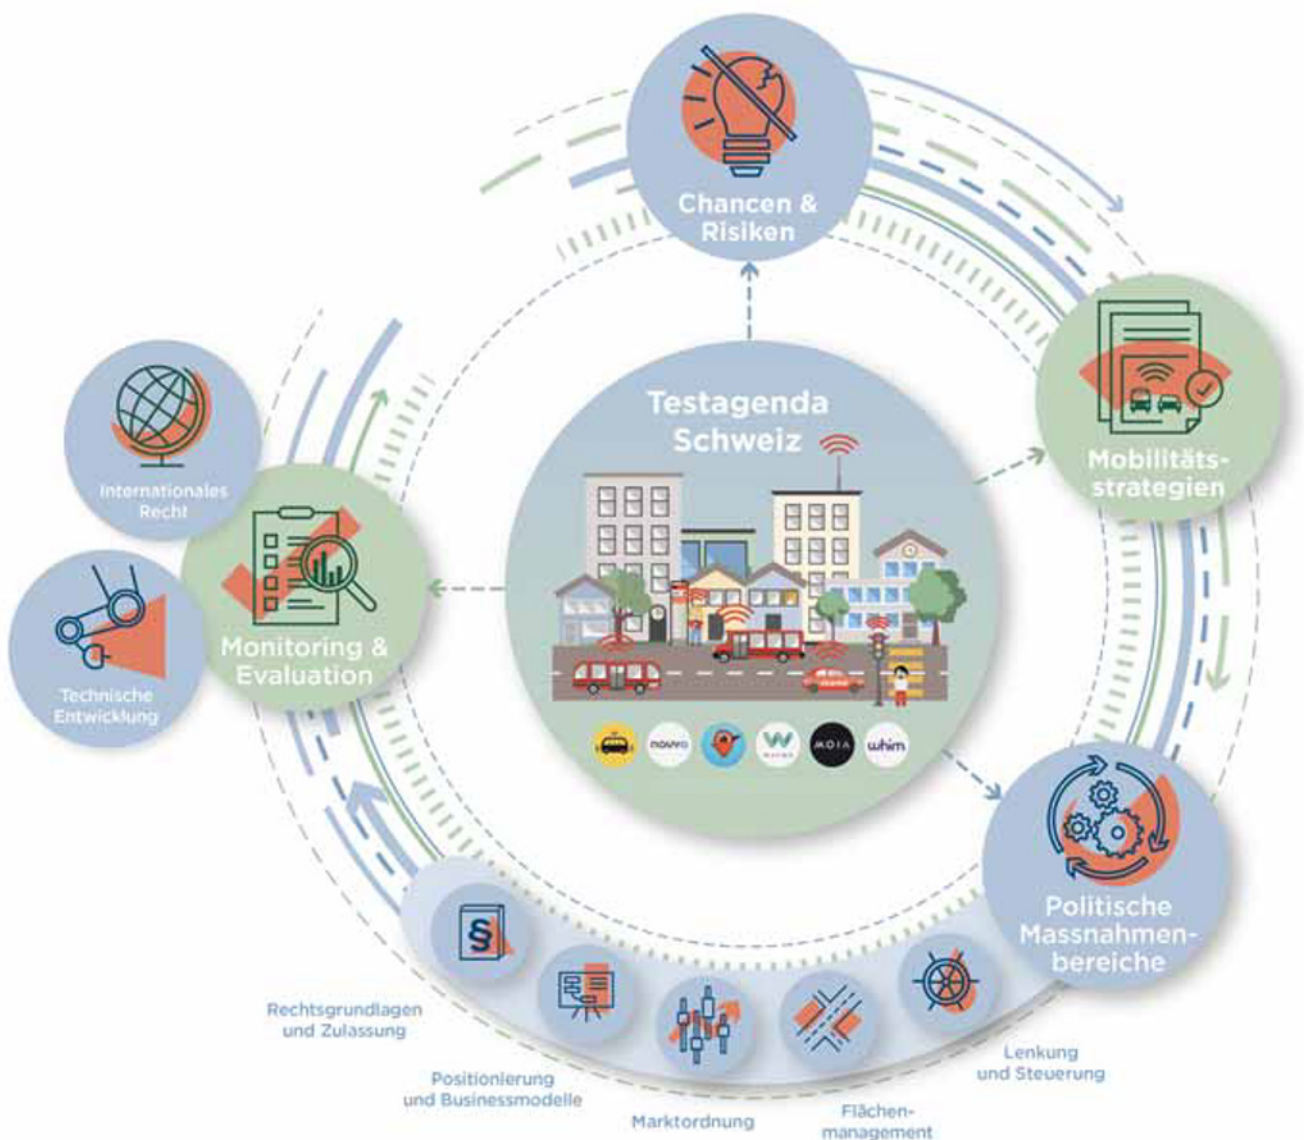 Chancen &
Risiken
Mobilitäts-
strategien
Testagenda
Schweiz
Internationales
Recht
Monitoring &
Evaluation
Technische
Entwicklung
MOIA
whim
Politische
Massnahmen-
bereiche
§
Rechtsgrundlagen
und Zulassung
Positionierung
und Businessmodelle
Marktordnung
Flächen-
management
Lenkung
und Steuerung